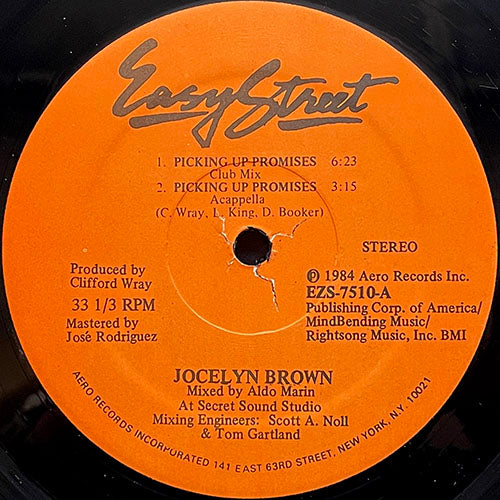 Easy Street
1. PICKING UP PROMISES 6:23
Club Mix
2. PICKING UP PROMISES 3:15
Acappella
(C. Wray, L. King, D. Booker)
STEREO
Produced by
Clifford Wray
33 1/3 RPM
Mastered by
José Rodriguez
℗ 1984 Aero Records Inc.
EZS-7510-A
Publishing Corp. of America/
MindBending Music/
Rightsong Music, Inc. BMI
JOCELYN BROWN
Mixed by Aldo Marin
At Secret Sound Studio
Mixing Engineers: Scott A. Noll
& Tom Gartland
AERO RECORDS INCORPURATED 141 EAST 63RD STREET, NEW YORK, N.Y. 10021